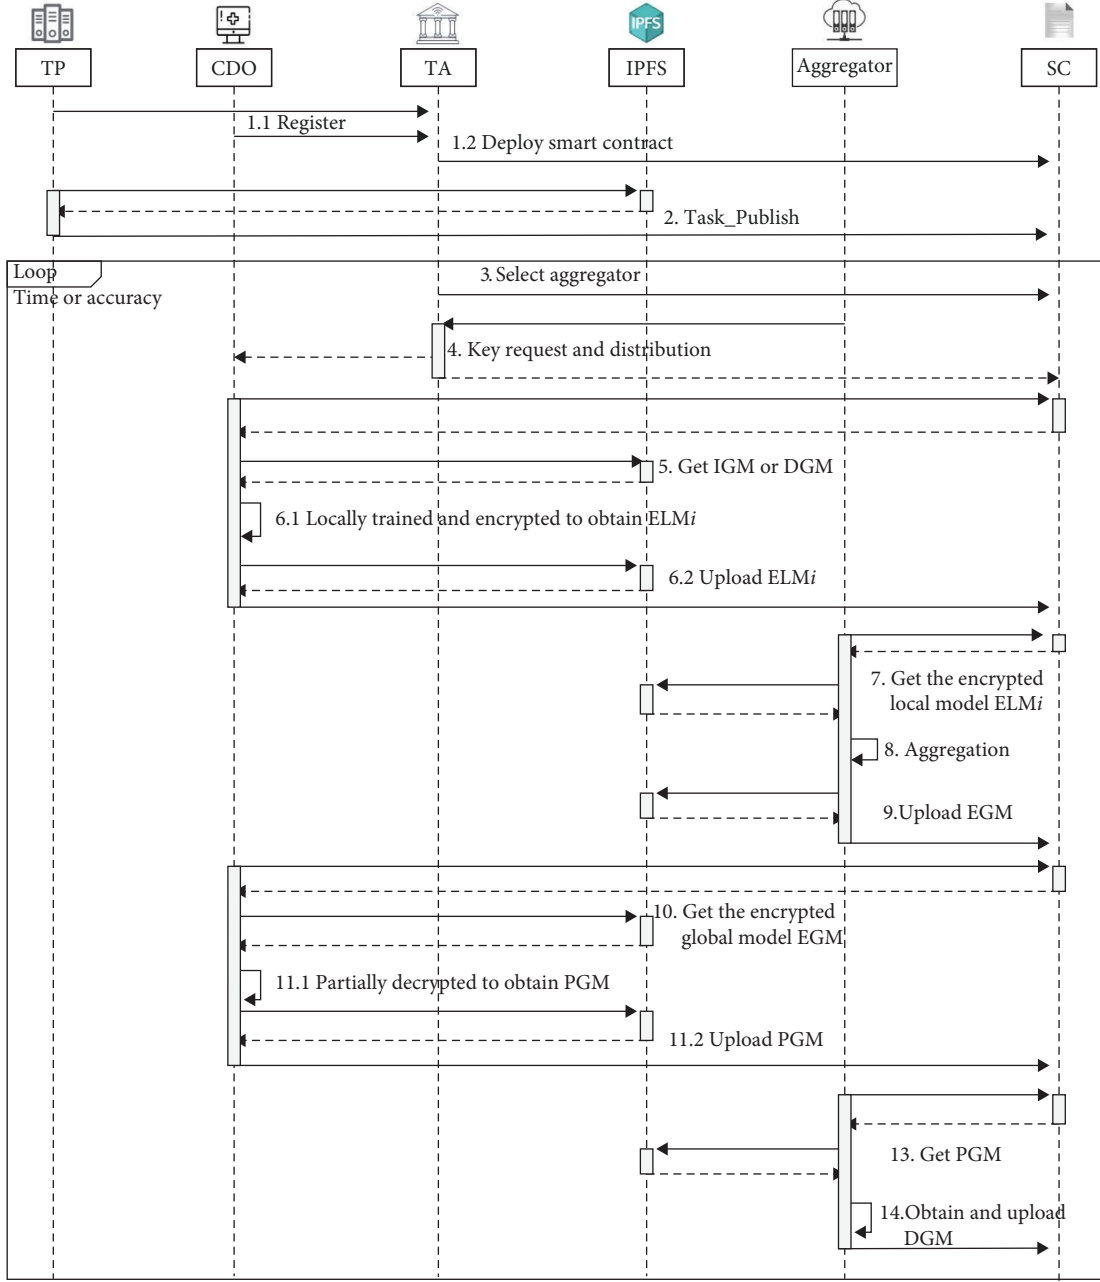 IPFS
TP
CDO
TA
IPFS
Aggregator
SC
1.1 Register
1.2 Deploy smart contract
2. Task_Publish
Loop
Time or accuracy
3. Select aggregator
4. Key request and distribution
5. Get IGM or DGM
6.1 Locally trained and encrypted to obtain ELMi
6.2 Upload ELMi
7. Get the encrypted
local model ELMi
8. Aggregation
9.Upload EGM
10. Get the encrypted
global model EGM
11.1 Partially decrypted to obtain PGM
11.2 Upload PGM
13. Get PGM
14.Obtain and upload
DGM